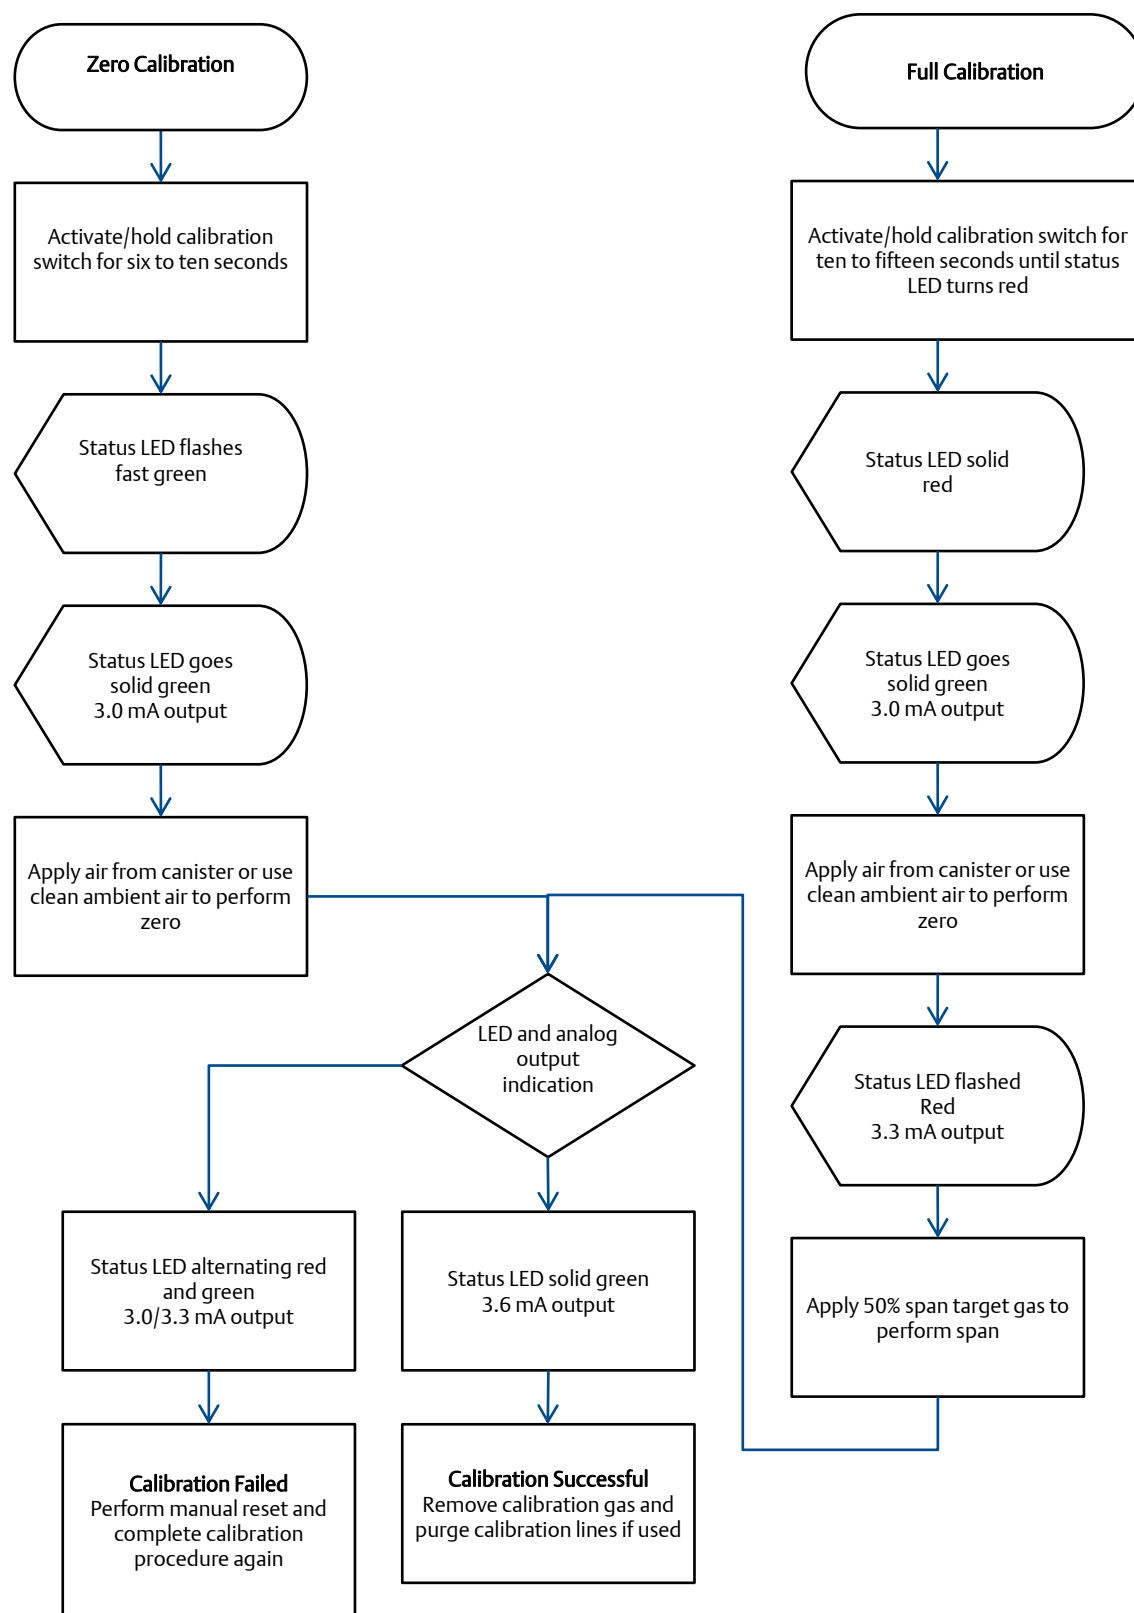 Zero Calibration
Activate/hold calibration
switch for six to ten seconds
Status LED flashes
fast green
Status LED goes
solid green
3.0 mA output
Apply air from canister or use
clean ambient air to perform
zero
Full Calibration
Activate/hold calibration switch for
ten to fifteen seconds until status
LED turns red
Status LED solid
red
Status LED goes
solid green
3.0 mA output
Apply air from canister or use
clean ambient air to perform
zero
Status LED flashed
Red
3.3 mA output
Apply 50% span target gas to
perform span
LED and analog
output
indication
Status LED alternating red
and green
3.0/3.3 mA output
Calibration Failed
Perform manual reset and
complete calibration
procedure again
Status LED solid green
3.6 mA output
Calibration Successful
Remove calibration gas and
purge calibration lines if used